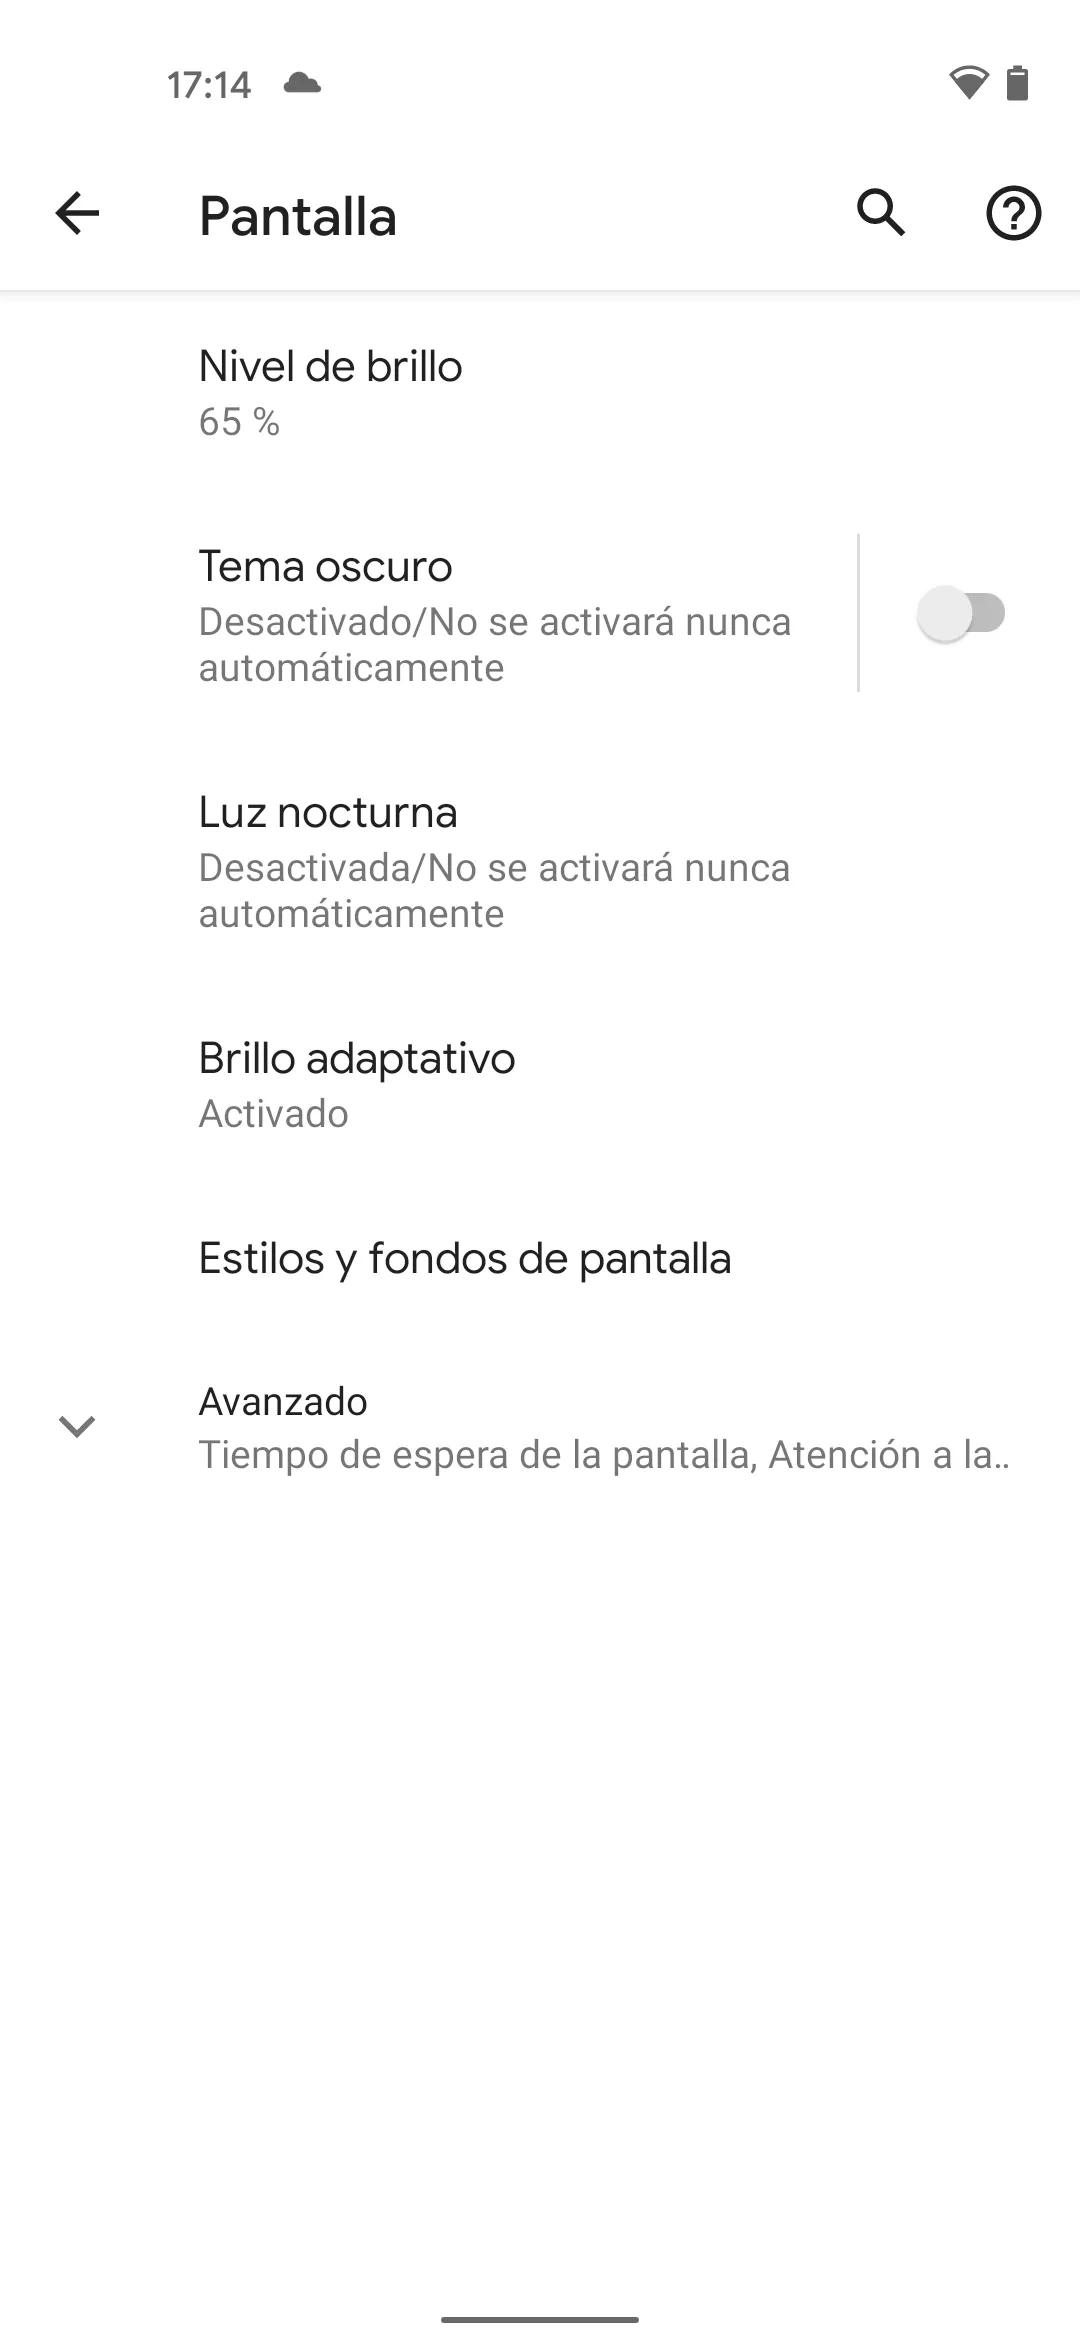 17:14
Pantalla
Nivel de brillo
65 %
Tema oscuro
Desactivado/No se activará nunca
automáticamente
Luz nocturna
Desactivada/No se activará nunca
automáticamente
Brillo adaptativo
Activado
Estilos y fondos de pantalla
Avanzado
Tiempo de espera de la pantalla, Atención a la..